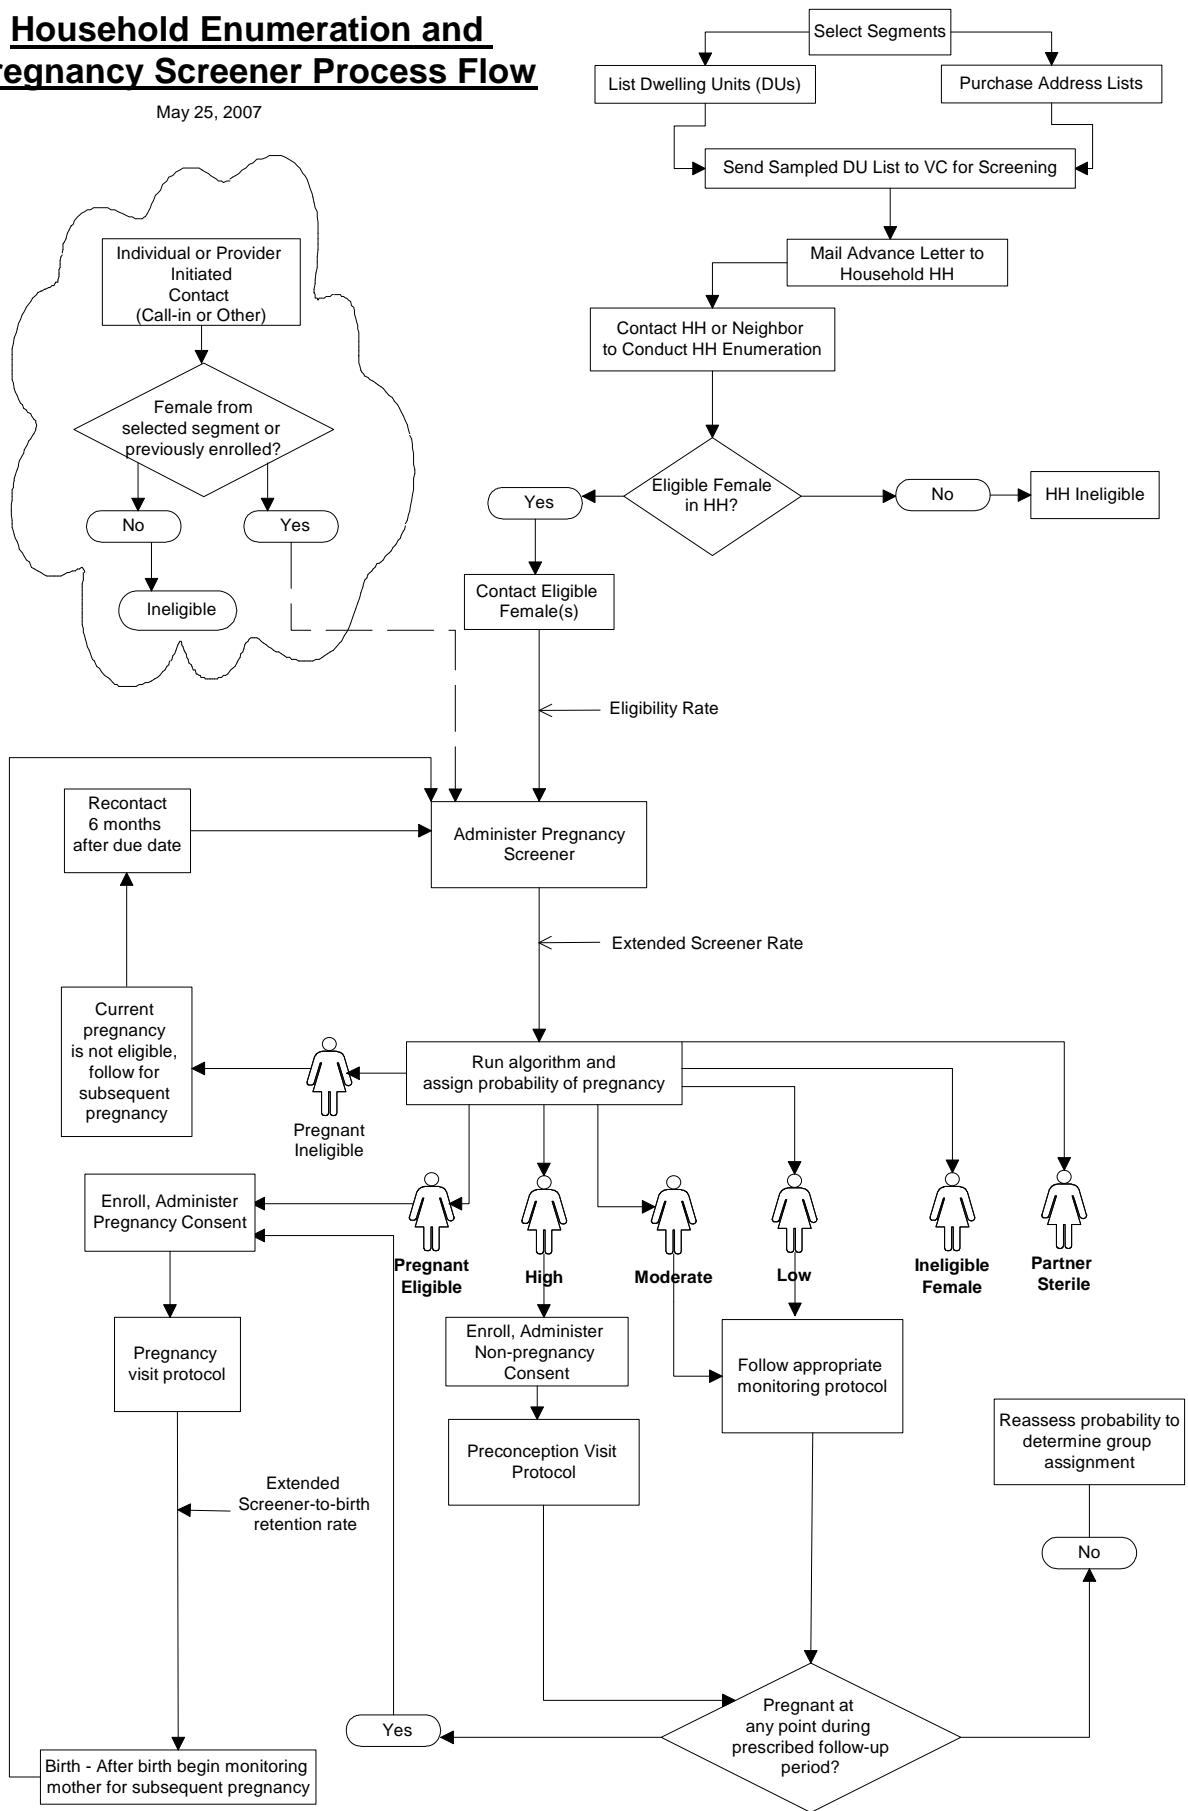 Household Enumeration and
regnancy Screener Process Flow
May 25, 2007
Select Segments
List Dwelling Units (DUs)
Purchase Address Lists
Send Sampled DU List to VC for Screening
Mail Advance Letter to
Household HH
Contact HH or Neighbor
to Conduct HH Enumeration
Eligible Female
in HH?
Yes
No
HH Ineligible
Contact Eligible
Female(s)
Individual or Provider
Initiated
Contact
(Call-in or Other)
Female from
selected segment or
previously enrolled?
No
Yes
Ineligible
Eligibility Rate
Recontact
6 months
after due date
Administer Pregnancy
Screener
Extended Screener Rate
Current
pregnancy
is not eligible,
follow for
subsequent
pregnancy
Run algorithm and
assign probability of pregnancy
Pregnant
Ineligible
Enroll, Administer
Pregnancy Consent
Pregnant
Eligible
High
Moderate
Low
Ineligible
Female
Partner
Sterile
Pregnancy
visit protocol
Enroll, Administer
Non-pregnancy
Consent
Follow appropriate
monitoring protocol
Preconception Visit
Protocol
Reassess probability to
determine group
assignment
Extended
Screener-to-birth
retention rate
No
Pregnant at
any point during
prescribed follow-up
period?
Yes
Birth - After birth begin monitoring
mother for subsequent pregnancy